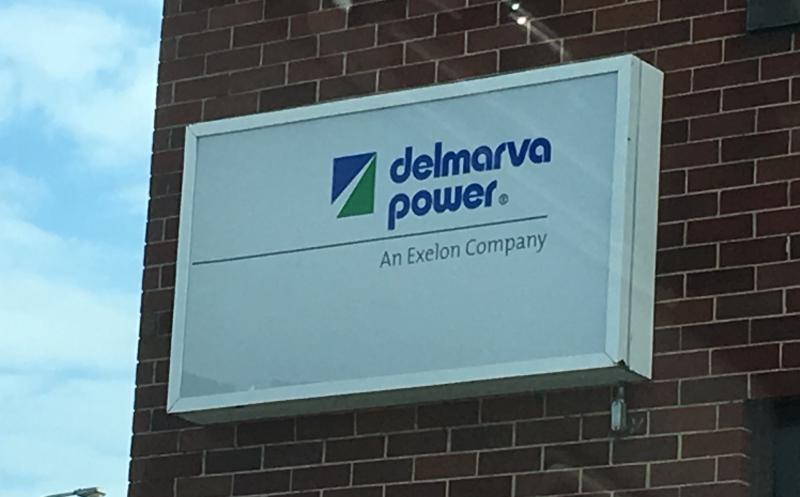 delmarva
power®
An Exelon Company